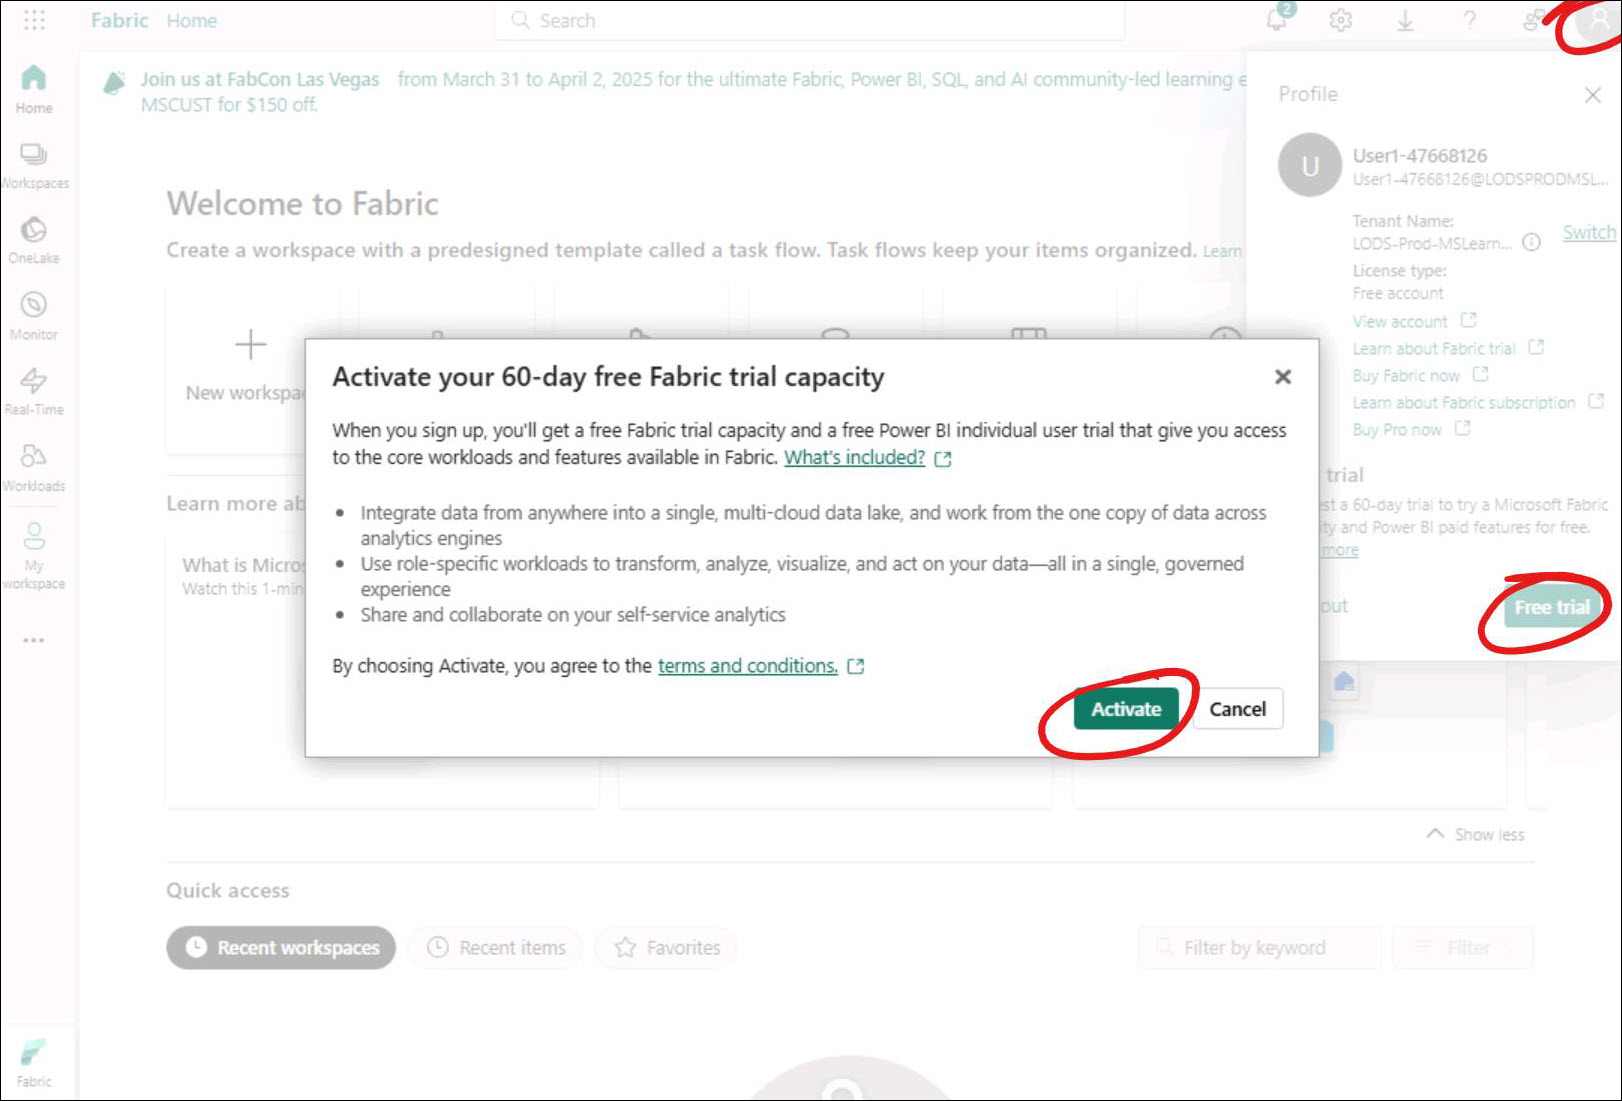 Fabric Home
Search
2
?
Home
Workspaces
OneLake
Monitor
Real-Time
Workloads
My
workspace
Fabric
Join us at FabCon Las Vegas from March 31 to April 2, 2025 for the ultimate Fabric, Power BI, SQL, and AI community-led learning e
MSCUST for $150 off.
Welcome to Fabric
Create a workspace with a predesigned template called a task flow. Task flows keep your items organized. Learn
New workspac
Learn more ab
What is Micros
Watch this 1-min
Profile
U
User1-47668126
User1-47668126@LODSPRODMSL...
Tenant Name:
LODS-Prod-MSLearn...
Switch
License type:
Free account
View account
Learn about Fabric trial
Buy Fabric now
Learn about Fabric subscription
Buy Pro now
trial
est a 60-day trial to try a Microsoft Fabric
ity and Power BI paid features for free.
more
out
Free trial
Activate your 60-day free Fabric trial capacity
When you sign up, you'll get a free Fabric trial capacity and a free Power BI individual user trial that give you access
to the core workloads and features available in Fabric. What's included?
• Integrate data from anywhere into a single, multi-cloud data lake, and work from the one copy of data across
analytics engines
• Use role-specific workloads to transform, analyze, visualize, and act on your data—all in a single, governed
experience
• Share and collaborate on your self-service analytics
By choosing Activate, you agree to the terms and conditions.
Activate
Cancel
Show less
Quick access
Recent workspaces
Recent items
Favorites
Filter by keyword
Filter